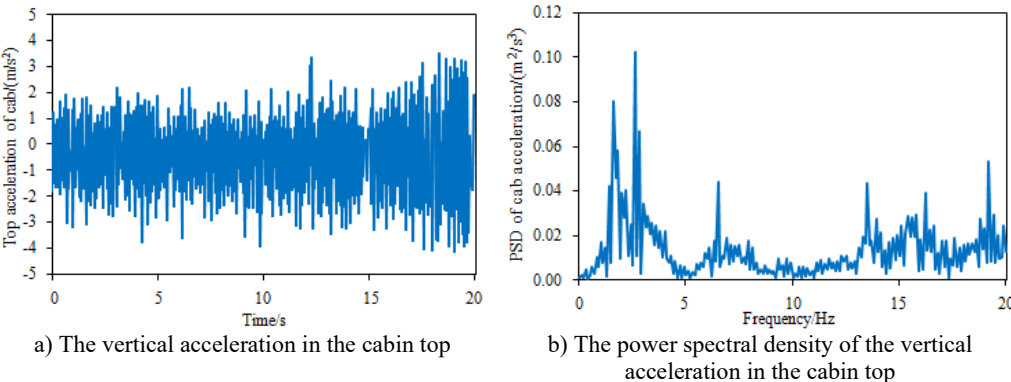 5
4
3
2
1
0
-1
-2
-3
-4
-5
Top acceleration of cab/(m/s²)
0 5 10 15 20
Time/s
a) The vertical acceleration in the cabin top
0.12
0.10
0.08
0.06
0.04
0.02
0.00
PSD of cab acceleration/(m²/s³)
0 5 10 15 20
Frequency/Hz
b) The power spectral density of the vertical
acceleration in the cabin top